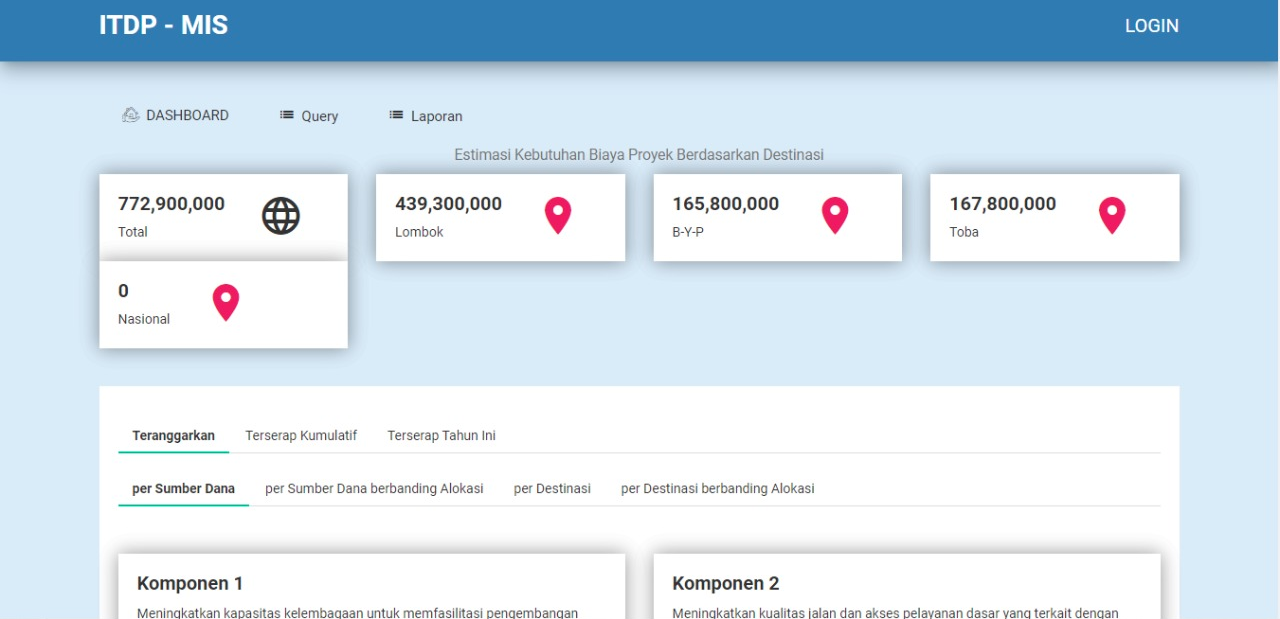 ITDP - MIS
LOGIN
DASHBOARD
Query
Laporan
Estimasi Kebutuhan Biaya Proyek Berdasarkan Destinasi
772,900,000
Total
439,300,000
Lombok
165,800,000
B-Y-P
167,800,000
Toba
0
Nasional
Teranggarkan
Terserap Kumulatif
Terserap Tahun Ini
per Sumber Dana
per Sumber Dana berbanding Alokasi
per Destinasi
per Destinasi berbanding Alokasi
Komponen 1
Meningkatkan kapasitas kelembagaan untuk memfasilitasi pengembangan
Komponen 2
Meningkatkan kualitas jalan dan akses pelayanan dasar yang terkait dengan